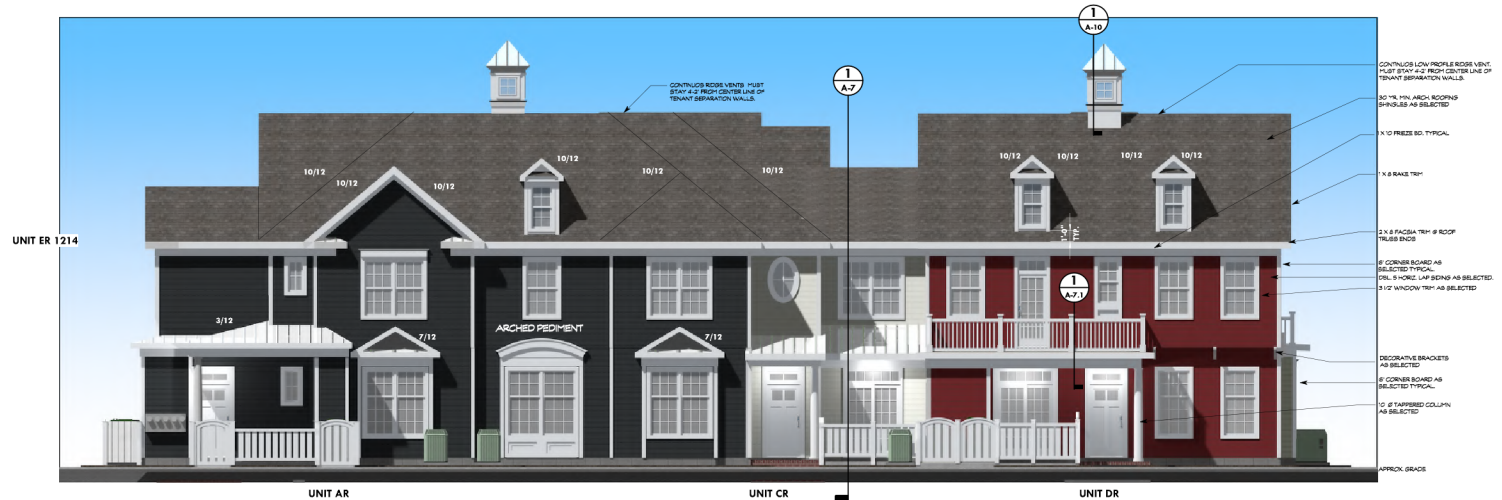 1
A-10
1
A-7
CONTINUOS RIDGE VENTS MUST
STAY 4-2' FROM CENTER LINE OF
TENANT SEPARATION WALLS.
CONTINUOS LOW PROFILE RIDGE VENT.
MUST STAY 4-2' FROM CENTER LINE OF
TENANT SEPARATION WALLS.
30 YR. MIN. ARCH. ROOFING
SHINGLES AS SELECTED
1 X 10 FRIEZE BD. TYPICAL
1 X 8 RAKE TRIM
10/12
10/12
10/12
10/12
10/12
10/12
10/12
10/12
10/12
10/12
UNIT ER 1214
1'-0"
TYP.
2 X 8 FACSIA TRIM @ ROOF
TRUSS ENDS
6' CORNER BOARD AS
SELECTED TYPICAL.
DBL. 5 HORIZ. LAP SIDING AS SELECTED.
3 1/2' WINDOW TRIM AS SELECTED
1
A-7.1
3/12
7/12
ARCHED PEDIMENT
7/12
DECORATIVE BRACKETS
AS SELECTED
6' CORNER BOARD AS
SELECTED TYPICAL.
10' Ø TAPPERED COLUMN
AS SELECTED
APPROX. GRADE
UNIT AR
UNIT CR
UNIT DR